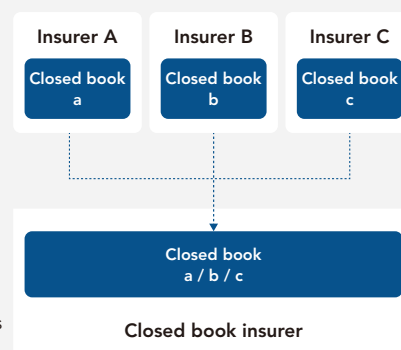 Insurer A
Insurer B
Insurer C
Closed book
a
Closed book
b
Closed book
c
Closed book
a / b / c
s
Closed book insurer